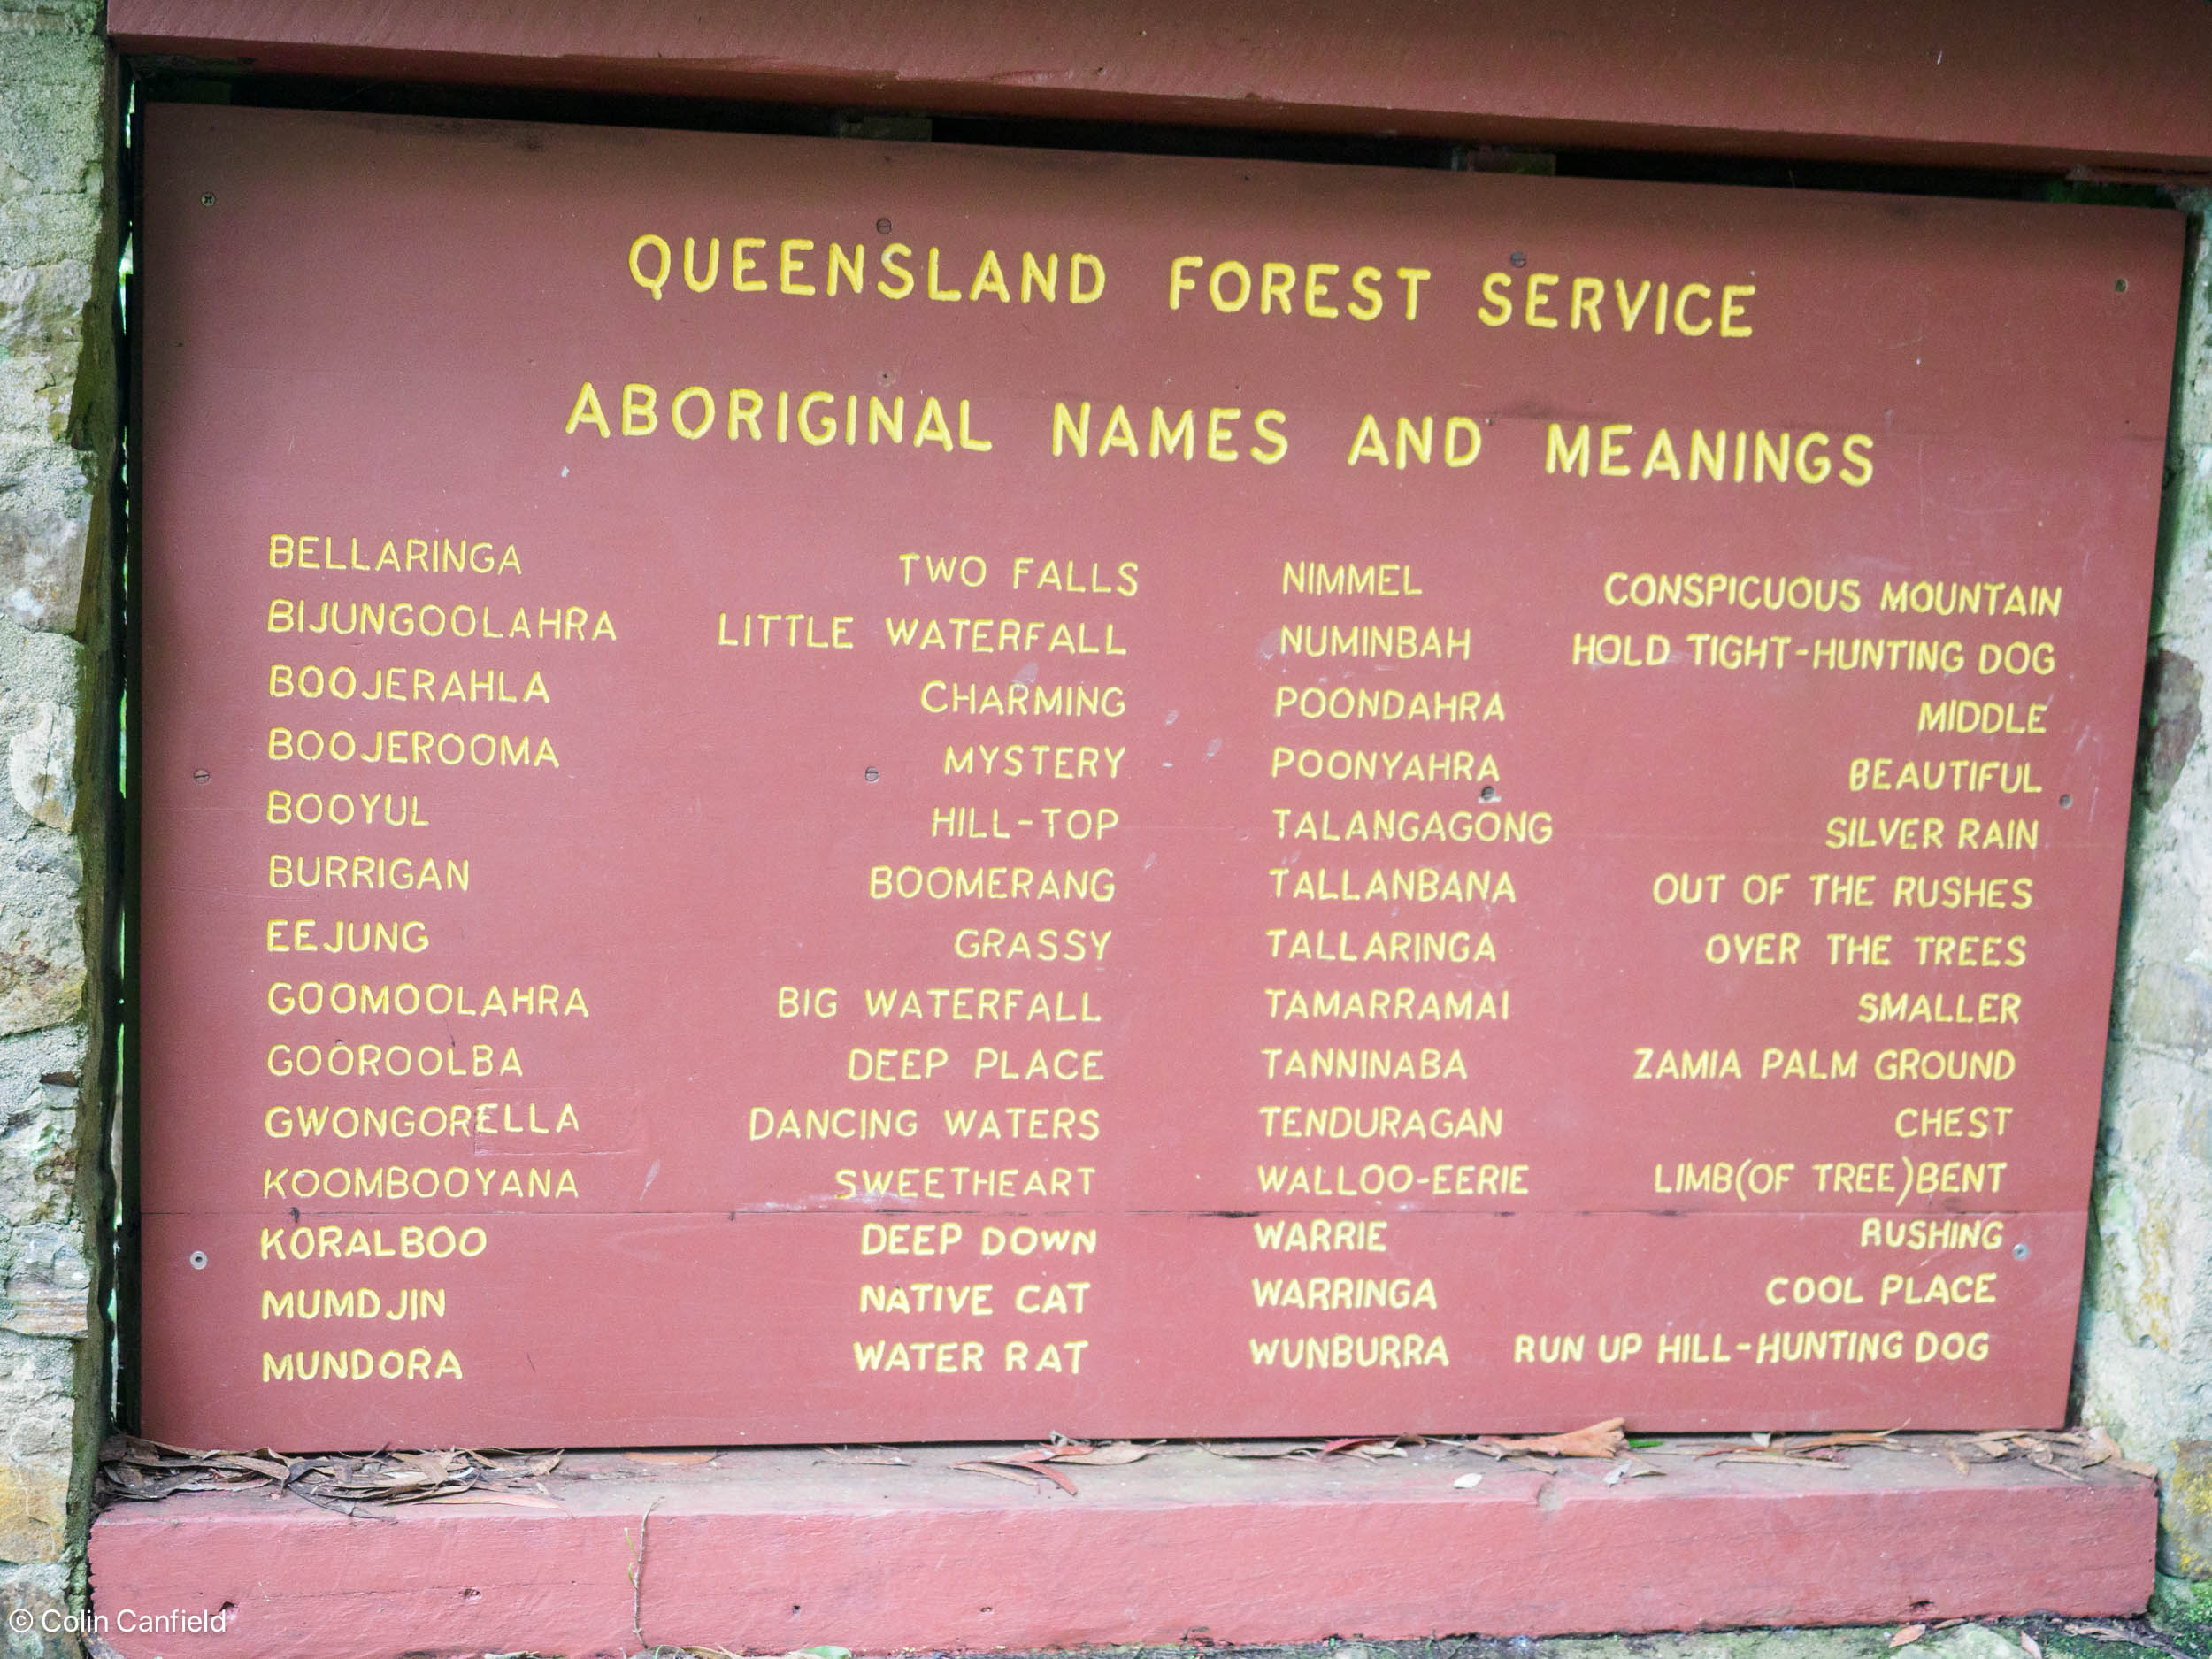 QUEENSLAND FOREST SERVICE
ABORIGINAL NAMES AND MEANINGS
BELLARINGA TWO FALLS
BIJUNGOOLAHRA LITTLE WATERFALL
BOOJERAHLA CHARMING
BOOJEROOMA MYSTERY
BOOYUL HILL-TOP
BURRIGAN BOOMERANG
EEJUNG GRASSY
GOOMOOLAHRA BIG WATERFALL
GOOROOLBA DEEP PLACE
GWONGORELLA DANCING WATERS
KOOMBOOYANA SWEETHEART
KORALBOO DEEP DOWN
MUMDJIN NATIVE CAT
MUNDORA WATER RAT
NIMMEL CONSPICUOUS MOUNTAIN
NUMINBAH HOLD TIGHT-HUNTING DOG
POONDAHRA MIDDLE
POONYAHRA BEAUTIFUL
TALANGAGONG SILVER RAIN
TALLANBANA OUT OF THE RUSHES
TALLARINGA OVER THE TREES
TAMARRAMAI SMALLER
TANNINABA ZAMIA PALM GROUND
TENDURAGAN CHEST
WALLOO-EERIE LIMB(OF TREE)BENT
WARRIE RUSHING
WARRINGA COOL PLACE
WUNBURRA RUN UP HILL-HUNTING DOG
© Colin Canfield